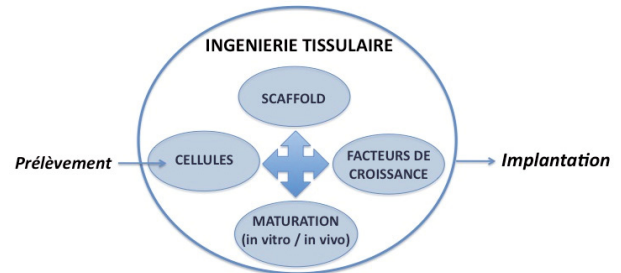 INGENIERIE TISSULAIRE
SCAFFOLD
Prélèvement
CELLULES
FACTEURS DE
CROISSANCE
Implantation
MATURATION
(in vitro / in vivo)